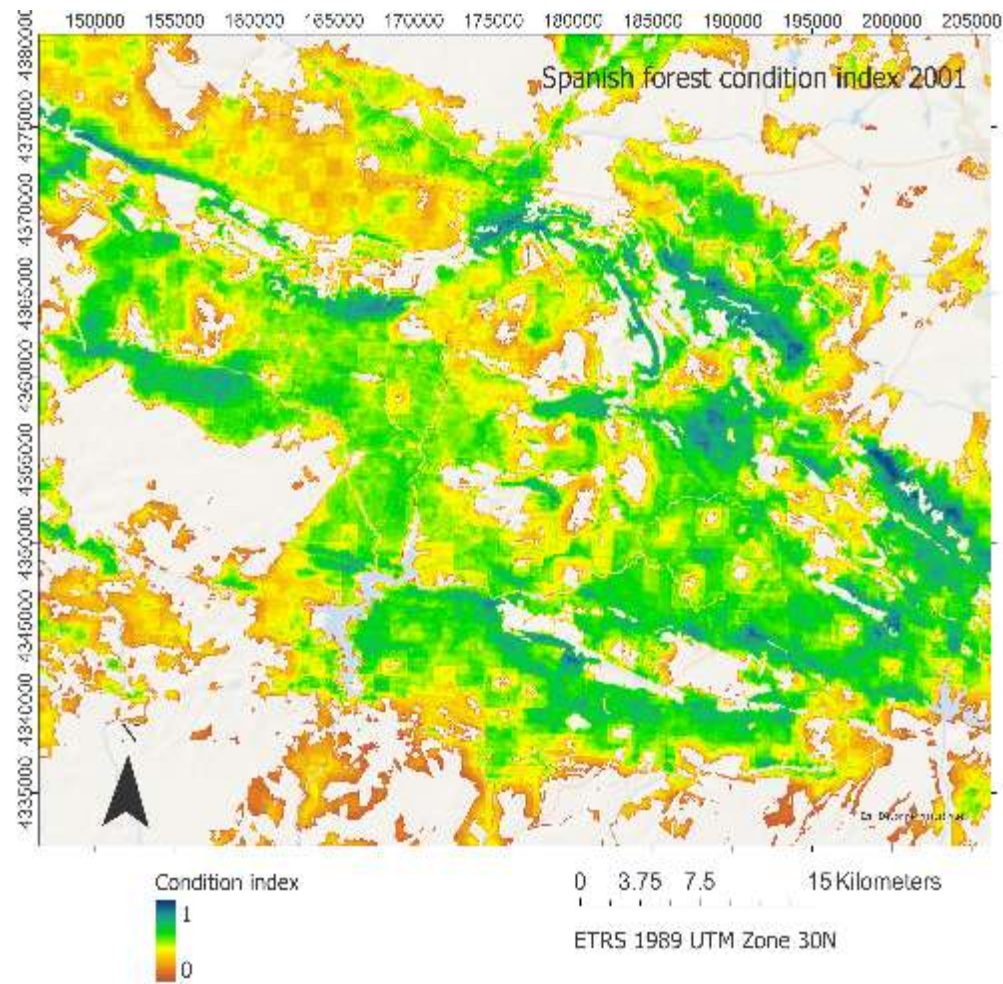 150000 155000 160000 165000 170000 175000 180000 185000 190000 195000 200000 205000
Spanish forest condition index 2001
4380000
4375000
4370000
4365000
4360000
4355000
4350000
4345000
4340000
4335000
Condition index
1
0
0 3.75 7.5 15 Kilometers
ETRS 1989 UTM Zone 30N